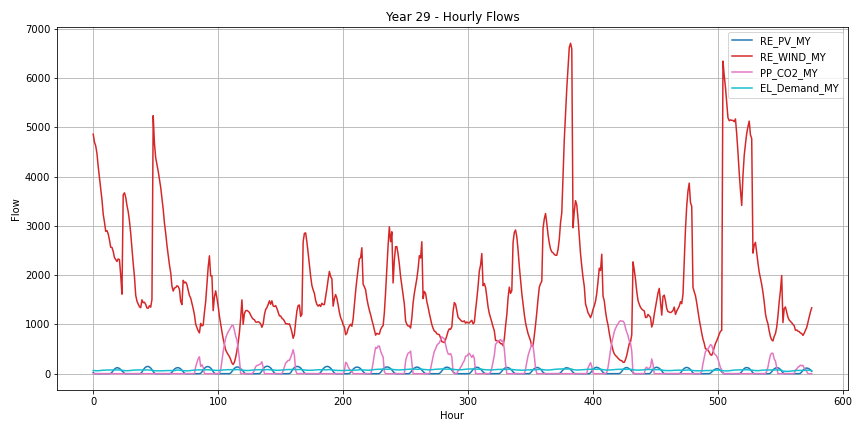 Year 29 - Hourly Flows
7000
6000
5000
4000
3000
2000
1000
0
Flow
RE_PV_MY
RE_WIND_MY
PP_CO2_MY
EL_Demand_MY
0 100 200 300 400 500 600
Hour